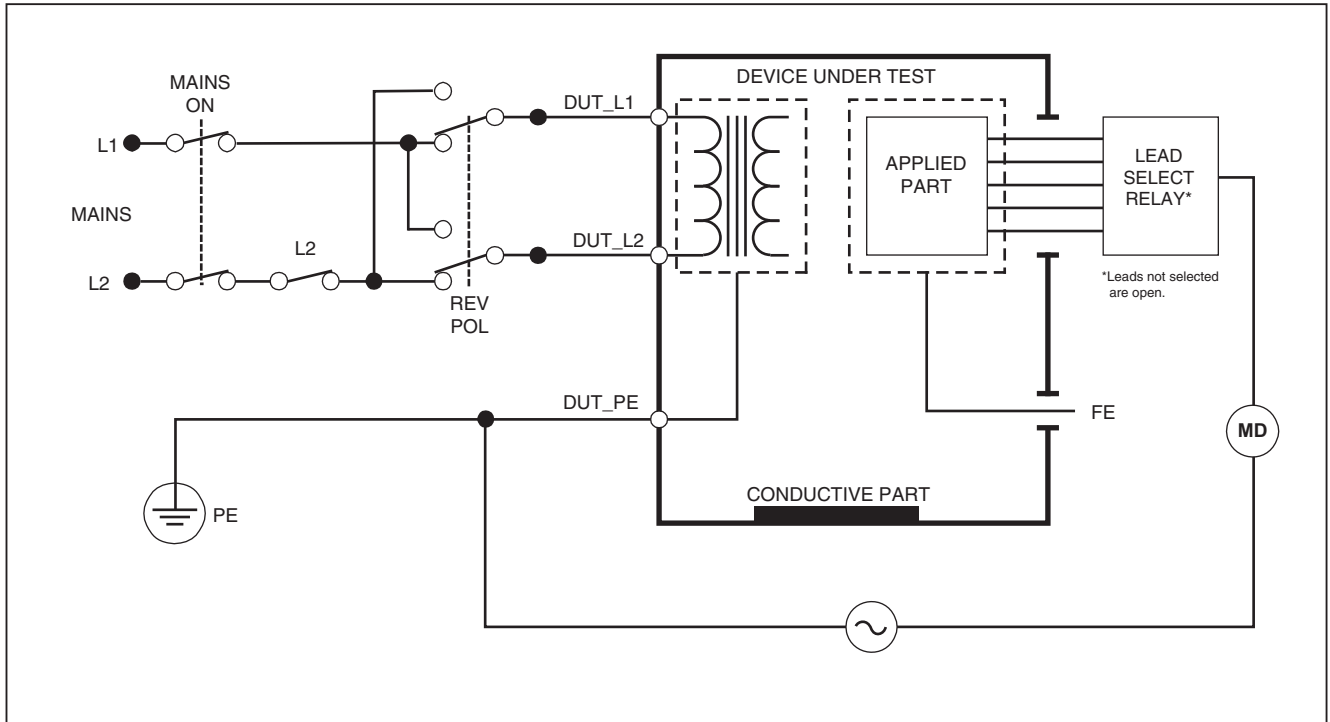 MAINS
ON
L1
MAINS
L2
L2
REV
POL
DUT_L1
DUT_L2
DUT_PE
PE
DEVICE UNDER TEST
APPLIED
PART
LEAD
SELECT
RELAY*
*Leads not selected
are open.
FE
MD
CONDUCTIVE PART